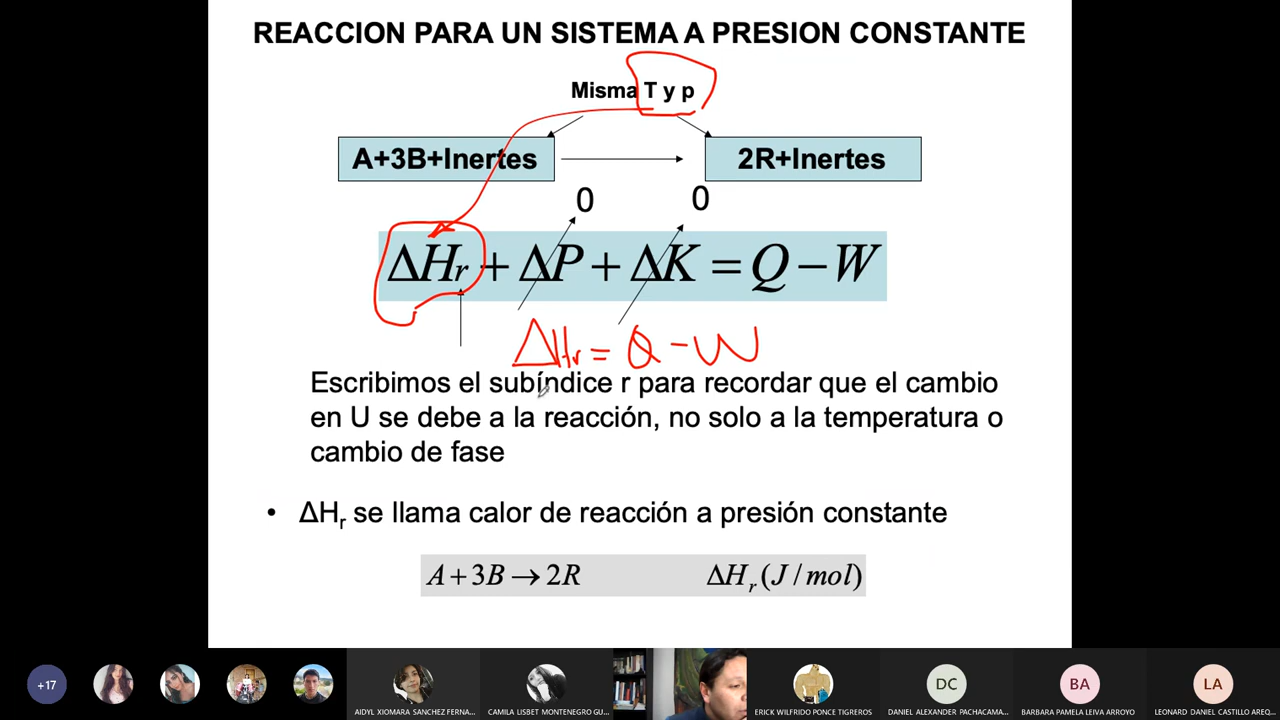 REACCION PARA UN SISTEMA A PRESION CONSTANTE
Misma T y p
A+3B+Inertes
2R+Inertes
0 0
ΔHr + ΔP + ΔK = Q − W
ΔHr = Q − W
Escribimos el subíndice r para recordar que el cambio
en U se debe a la reacción, no solo a la temperatura o
cambio de fase
• ΔHr se llama calor de reacción a presión constante
A + 3B → 2R ΔHr (J / mol)
+17
AIDYL XIOMARA SANCHEZ FERNA...
CAMILA LISBET MONTENEGRO GU...
ERICK WILFRIDO PONCE TIGREROS
DC
DANIEL ALEXANDER PACHACAMA...
BA
BARBARA PAMELA LEIVA ARROYO
LA
LEONARD DANIEL CASTILLO AREQ...